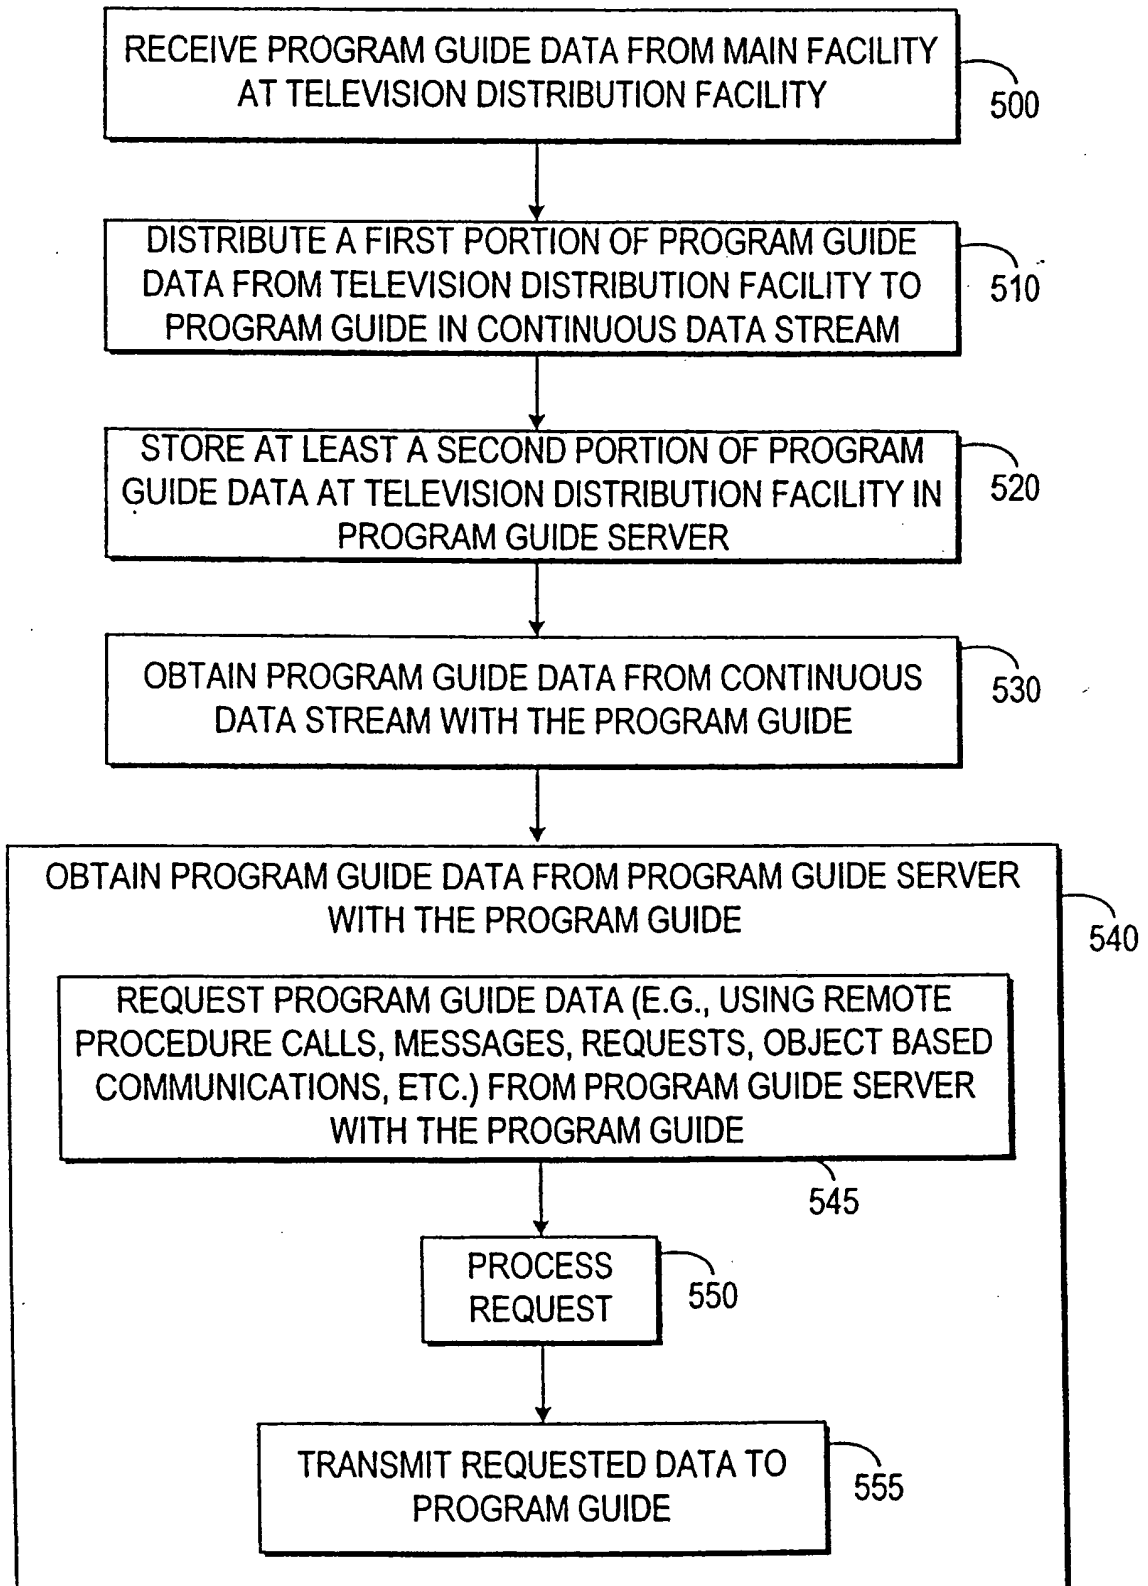 RECEIVE PROGRAM GUIDE DATA FROM MAIN FACILITY
AT TELEVISION DISTRIBUTION FACILITY
500
DISTRIBUTE A FIRST PORTION OF PROGRAM GUIDE
DATA FROM TELEVISION DISTRIBUTION FACILITY TO
PROGRAM GUIDE IN CONTINUOUS DATA STREAM
510
STORE AT LEAST A SECOND PORTION OF PROGRAM
GUIDE DATA AT TELEVISION DISTRIBUTION FACILITY IN
PROGRAM GUIDE SERVER
520
OBTAIN PROGRAM GUIDE DATA FROM CONTINUOUS
DATA STREAM WITH THE PROGRAM GUIDE
530
OBTAIN PROGRAM GUIDE DATA FROM PROGRAM GUIDE SERVER
WITH THE PROGRAM GUIDE
540
REQUEST PROGRAM GUIDE DATA (E.G., USING REMOTE
PROCEDURE CALLS, MESSAGES, REQUESTS, OBJECT BASED
COMMUNICATIONS, ETC.) FROM PROGRAM GUIDE SERVER
WITH THE PROGRAM GUIDE
545
PROCESS
REQUEST
550
TRANSMIT REQUESTED DATA TO
PROGRAM GUIDE
555